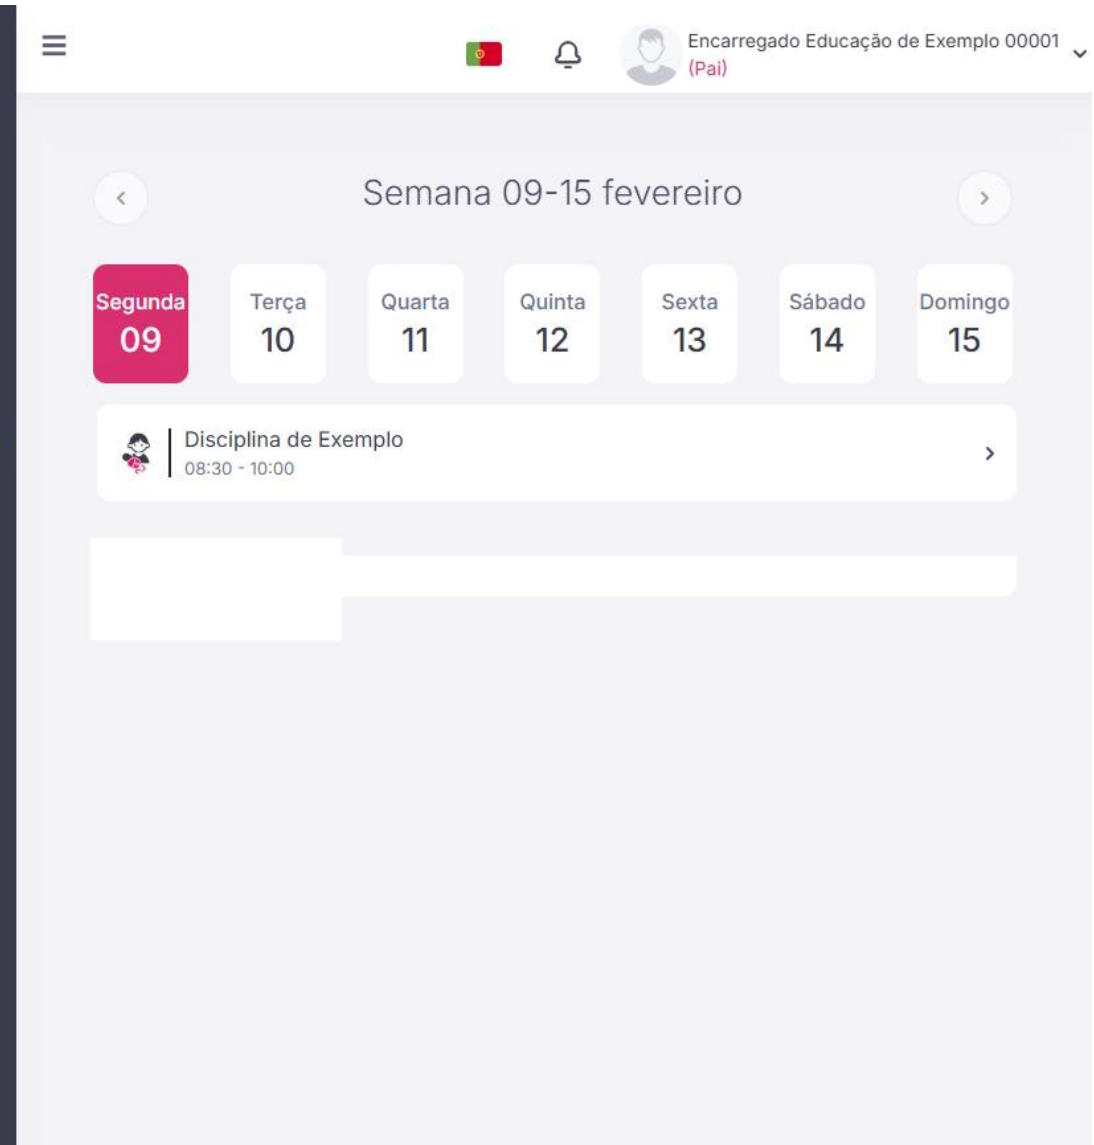 Encarregado Educação de Exemplo 00001
(Pai)
Semana 09-15 fevereiro
Segunda
09
Terça
10
Quarta
11
Quinta
12
Sexta
13
Sábado
14
Domingo
15
Disciplina de Exemplo
08:30 - 10:00